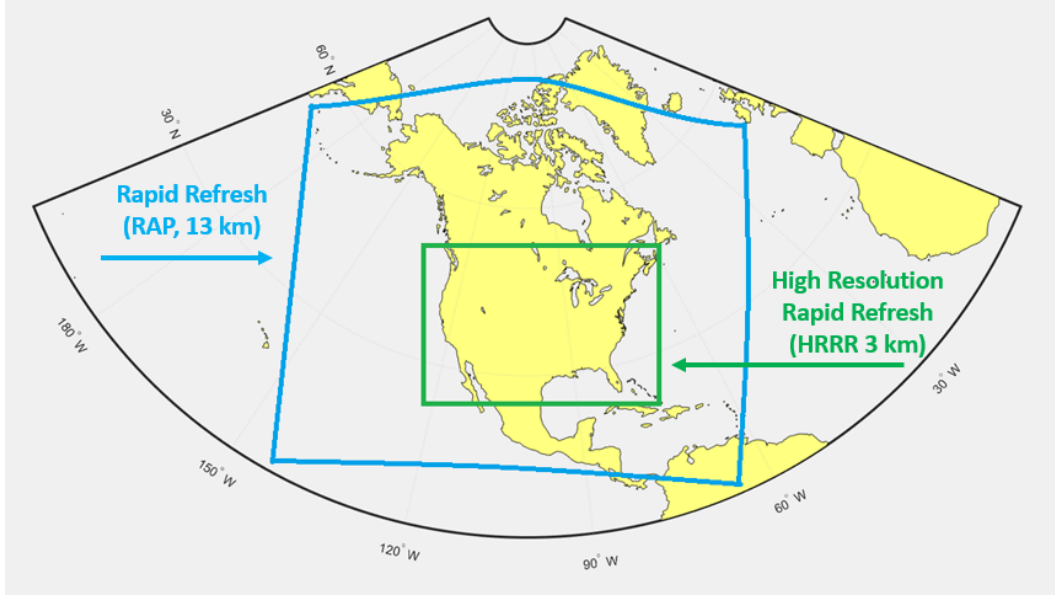 60° N
30° N
Rapid Refresh
(RAP, 13 km)
High Resolution
Rapid Refresh
(HRRR 3 km)
180° W
150° W
120° W
90° W
60° W
30° W